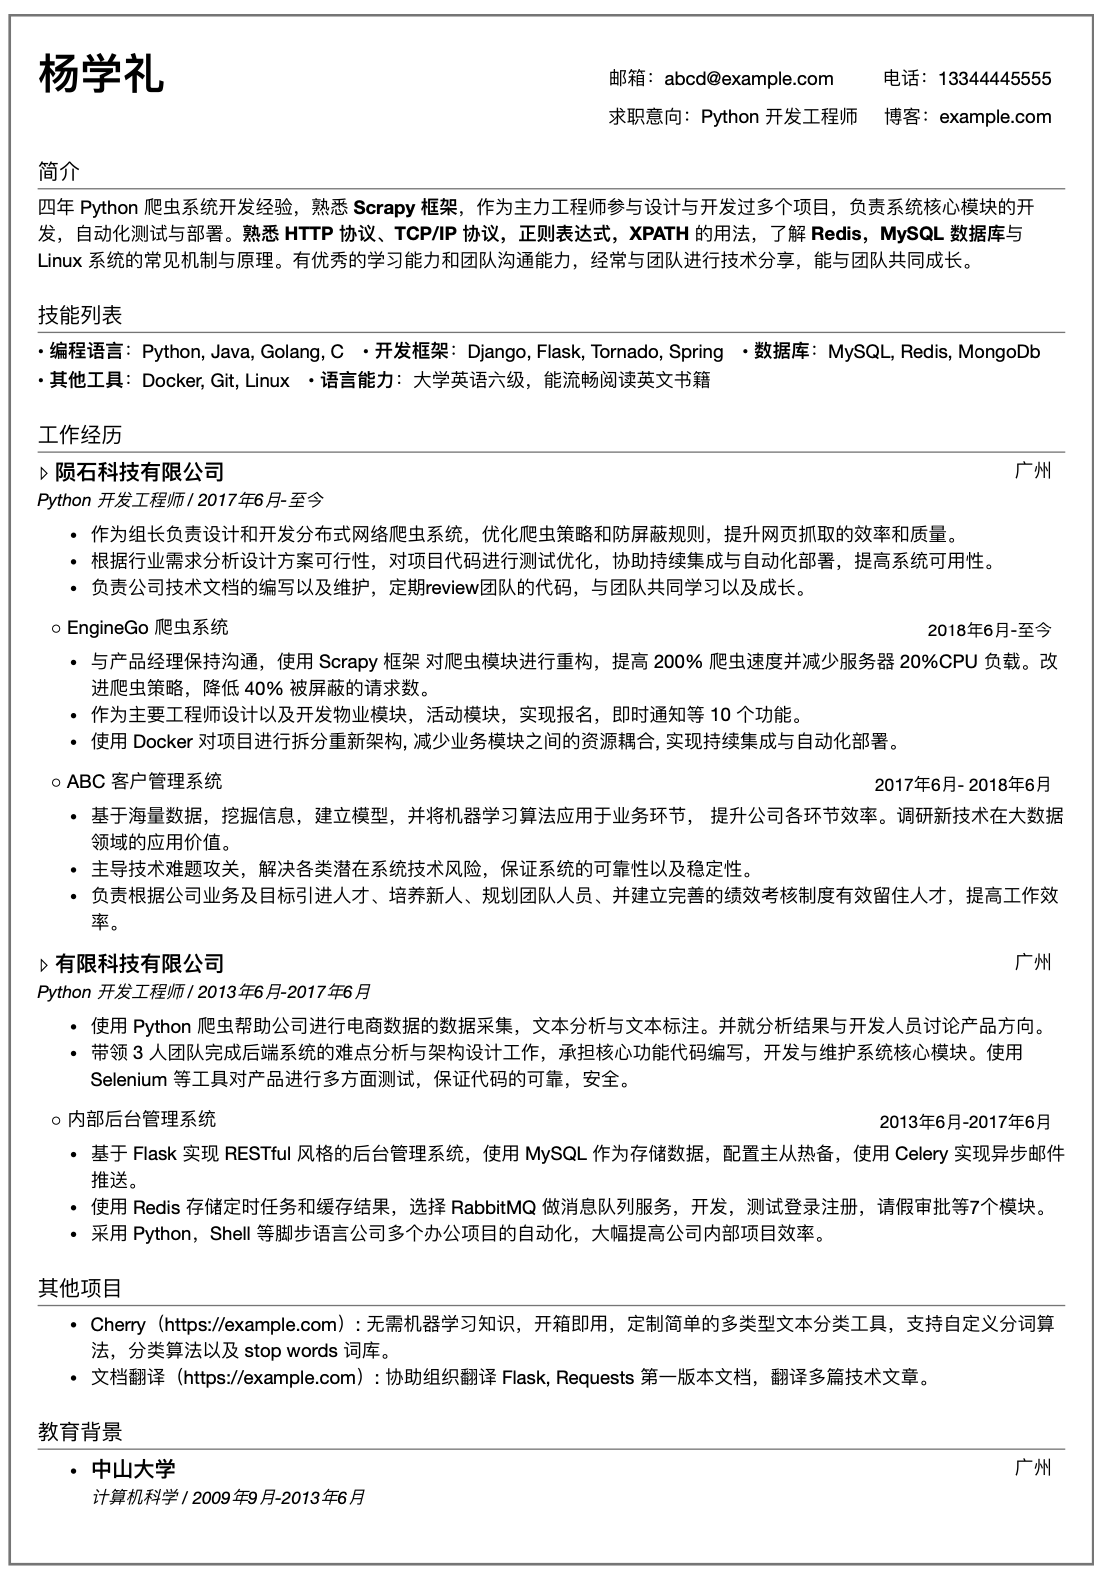 杨学礼
邮箱：abcd@example.com 电话：13344445555
求职意向：Python 开发工程师 博客：example.com
简介
四年 Python 爬虫系统开发经验，熟悉 Scrapy 框架，作为主力工程师参与设计与开发过多个项目，负责系统核心模块的开
发，自动化测试与部署。熟悉 HTTP 协议、TCP/IP 协议，正则表达式，XPATH 的用法，了解 Redis，MySQL 数据库与
Linux 系统的常见机制与原理。有优秀的学习能力和团队沟通能力，经常与团队进行技术分享，能与团队共同成长。
技能列表
• 编程语言：Python, Java, Golang, C • 开发框架：Django, Flask, Tornado, Spring • 数据库：MySQL, Redis, MongoDb
• 其他工具：Docker, Git, Linux • 语言能力：大学英语六级，能流畅阅读英文书籍
工作经历
▹ 陨石科技有限公司 广州
Python 开发工程师 / 2017年6月-至今
• 作为组长负责设计和开发分布式网络爬虫系统，优化爬虫策略和防屏蔽规则，提升网页抓取的效率和质量。
• 根据行业需求分析设计方案可行性，对项目代码进行测试优化，协助持续集成与自动化部署，提高系统可用性。
• 负责公司技术文档的编写以及维护，定期review团队的代码，与团队共同学习以及成长。
○ EngineGo 爬虫系统 2018年6月-至今
• 与产品经理保持沟通，使用 Scrapy 框架 对爬虫模块进行重构，提高 200% 爬虫速度并减少服务器 20%CPU 负载。改
进爬虫策略，降低 40% 被屏蔽的请求数。
• 作为主要工程师设计以及开发物业模块，活动模块，实现报名，即时通知等 10 个功能。
• 使用 Docker 对项目进行拆分重新架构, 减少业务模块之间的资源耦合, 实现持续集成与自动化部署。
○ ABC 客户管理系统 2017年6月- 2018年6月
• 基于海量数据，挖掘信息，建立模型，并将机器学习算法应用于业务环节， 提升公司各环节效率。调研新技术在大数据
领域的应用价值。
• 主导技术难题攻关，解决各类潜在系统技术风险，保证系统的可靠性以及稳定性。
• 负责根据公司业务及目标引进人才、培养新人、规划团队人员、并建立完善的绩效考核制度有效留住人才，提高工作效
率。
▹ 有限科技有限公司 广州
Python 开发工程师 / 2013年6月-2017年6月
• 使用 Python 爬虫帮助公司进行电商数据的数据采集，文本分析与文本标注。并就分析结果与开发人员讨论产品方向。
• 带领 3 人团队完成后端系统的难点分析与架构设计工作，承担核心功能代码编写，开发与维护系统核心模块。使用
Selenium 等工具对产品进行多方面测试，保证代码的可靠，安全。
○ 内部后台管理系统 2013年6月-2017年6月
• 基于 Flask 实现 RESTful 风格的后台管理系统，使用 MySQL 作为存储数据，配置主从热备，使用 Celery 实现异步邮件
推送。
• 使用 Redis 存储定时任务和缓存结果，选择 RabbitMQ 做消息队列服务，开发，测试登录注册，请假审批等7个模块。
• 采用 Python，Shell 等脚步语言公司多个办公项目的自动化，大幅提高公司内部项目效率。
其他项目
• Cherry（https://example.com）: 无需机器学习知识，开箱即用，定制简单的多类型文本分类工具，支持自定义分词算
法，分类算法以及 stop words 词库。
• 文档翻译（https://example.com）: 协助组织翻译 Flask, Requests 第一版本文档，翻译多篇技术文章。
教育背景
• 中山大学 广州
计算机科学 / 2009年9月-2013年6月